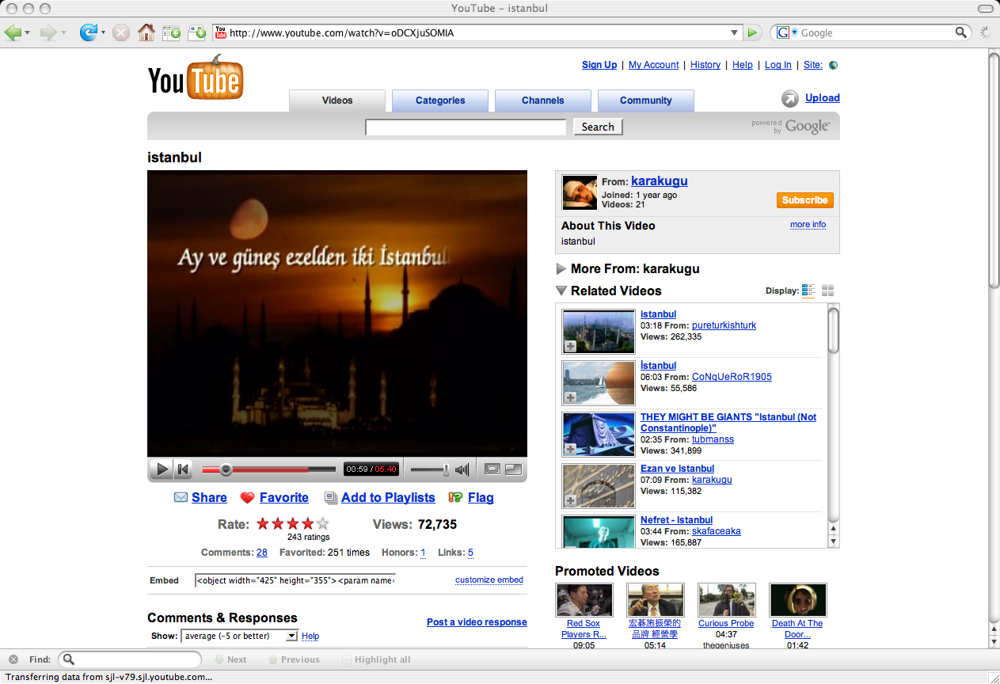 YouTube - istanbul
http://www.youtube.com/watch?v=oDCXjuSOMlA
Google
YouTube
Sign Up | My Account | History | Help | Log In | Site:
Videos
Categories
Channels
Community
Upload
Search
powered by Google
istanbul
Ay ve güneş ezelden iki İstanbul
00:59 / 05:40
Share
Favorite
Add to Playlists
Flag
Rate:
243 ratings
Views: 72,735
Comments: 28 Favorited: 251 times Honors: 1 Links: 5
Embed
<object width="425" height="355"><param name=
customize embed
Comments & Responses
Post a video response
Show: average (-5 or better) Help
From: karakugu
Joined: 1 year ago
Videos: 21
Subscribe
About This Video
more info
istanbul
More From: karakugu
Related Videos
Display:
istanbul
03:18 From: pureturkishturk
Views: 262,335
İstanbul
06:03 From: CoNQUeRoR1905
Views: 55,586
THEY MIGHT BE GIANTS "Istanbul (Not
Constantinople)"
02:35 From: tubmanss
Views: 341,899
Ezan ve Istanbul
07:09 From: karakugu
Views: 115,382
Nefret - Istanbul
03:44 From: skafaceaka
Views: 165,887
Promoted Videos
Red Sox
Players R...
09:05
宏碁施振榮的
品牌 經營學
05:14
Curious Probe
04:37
thegeniuses
Death At The
Door...
01:42
Find:
Next
Previous
Highlight all
Transferring data from sjl-v79.sjl.youtube.com...